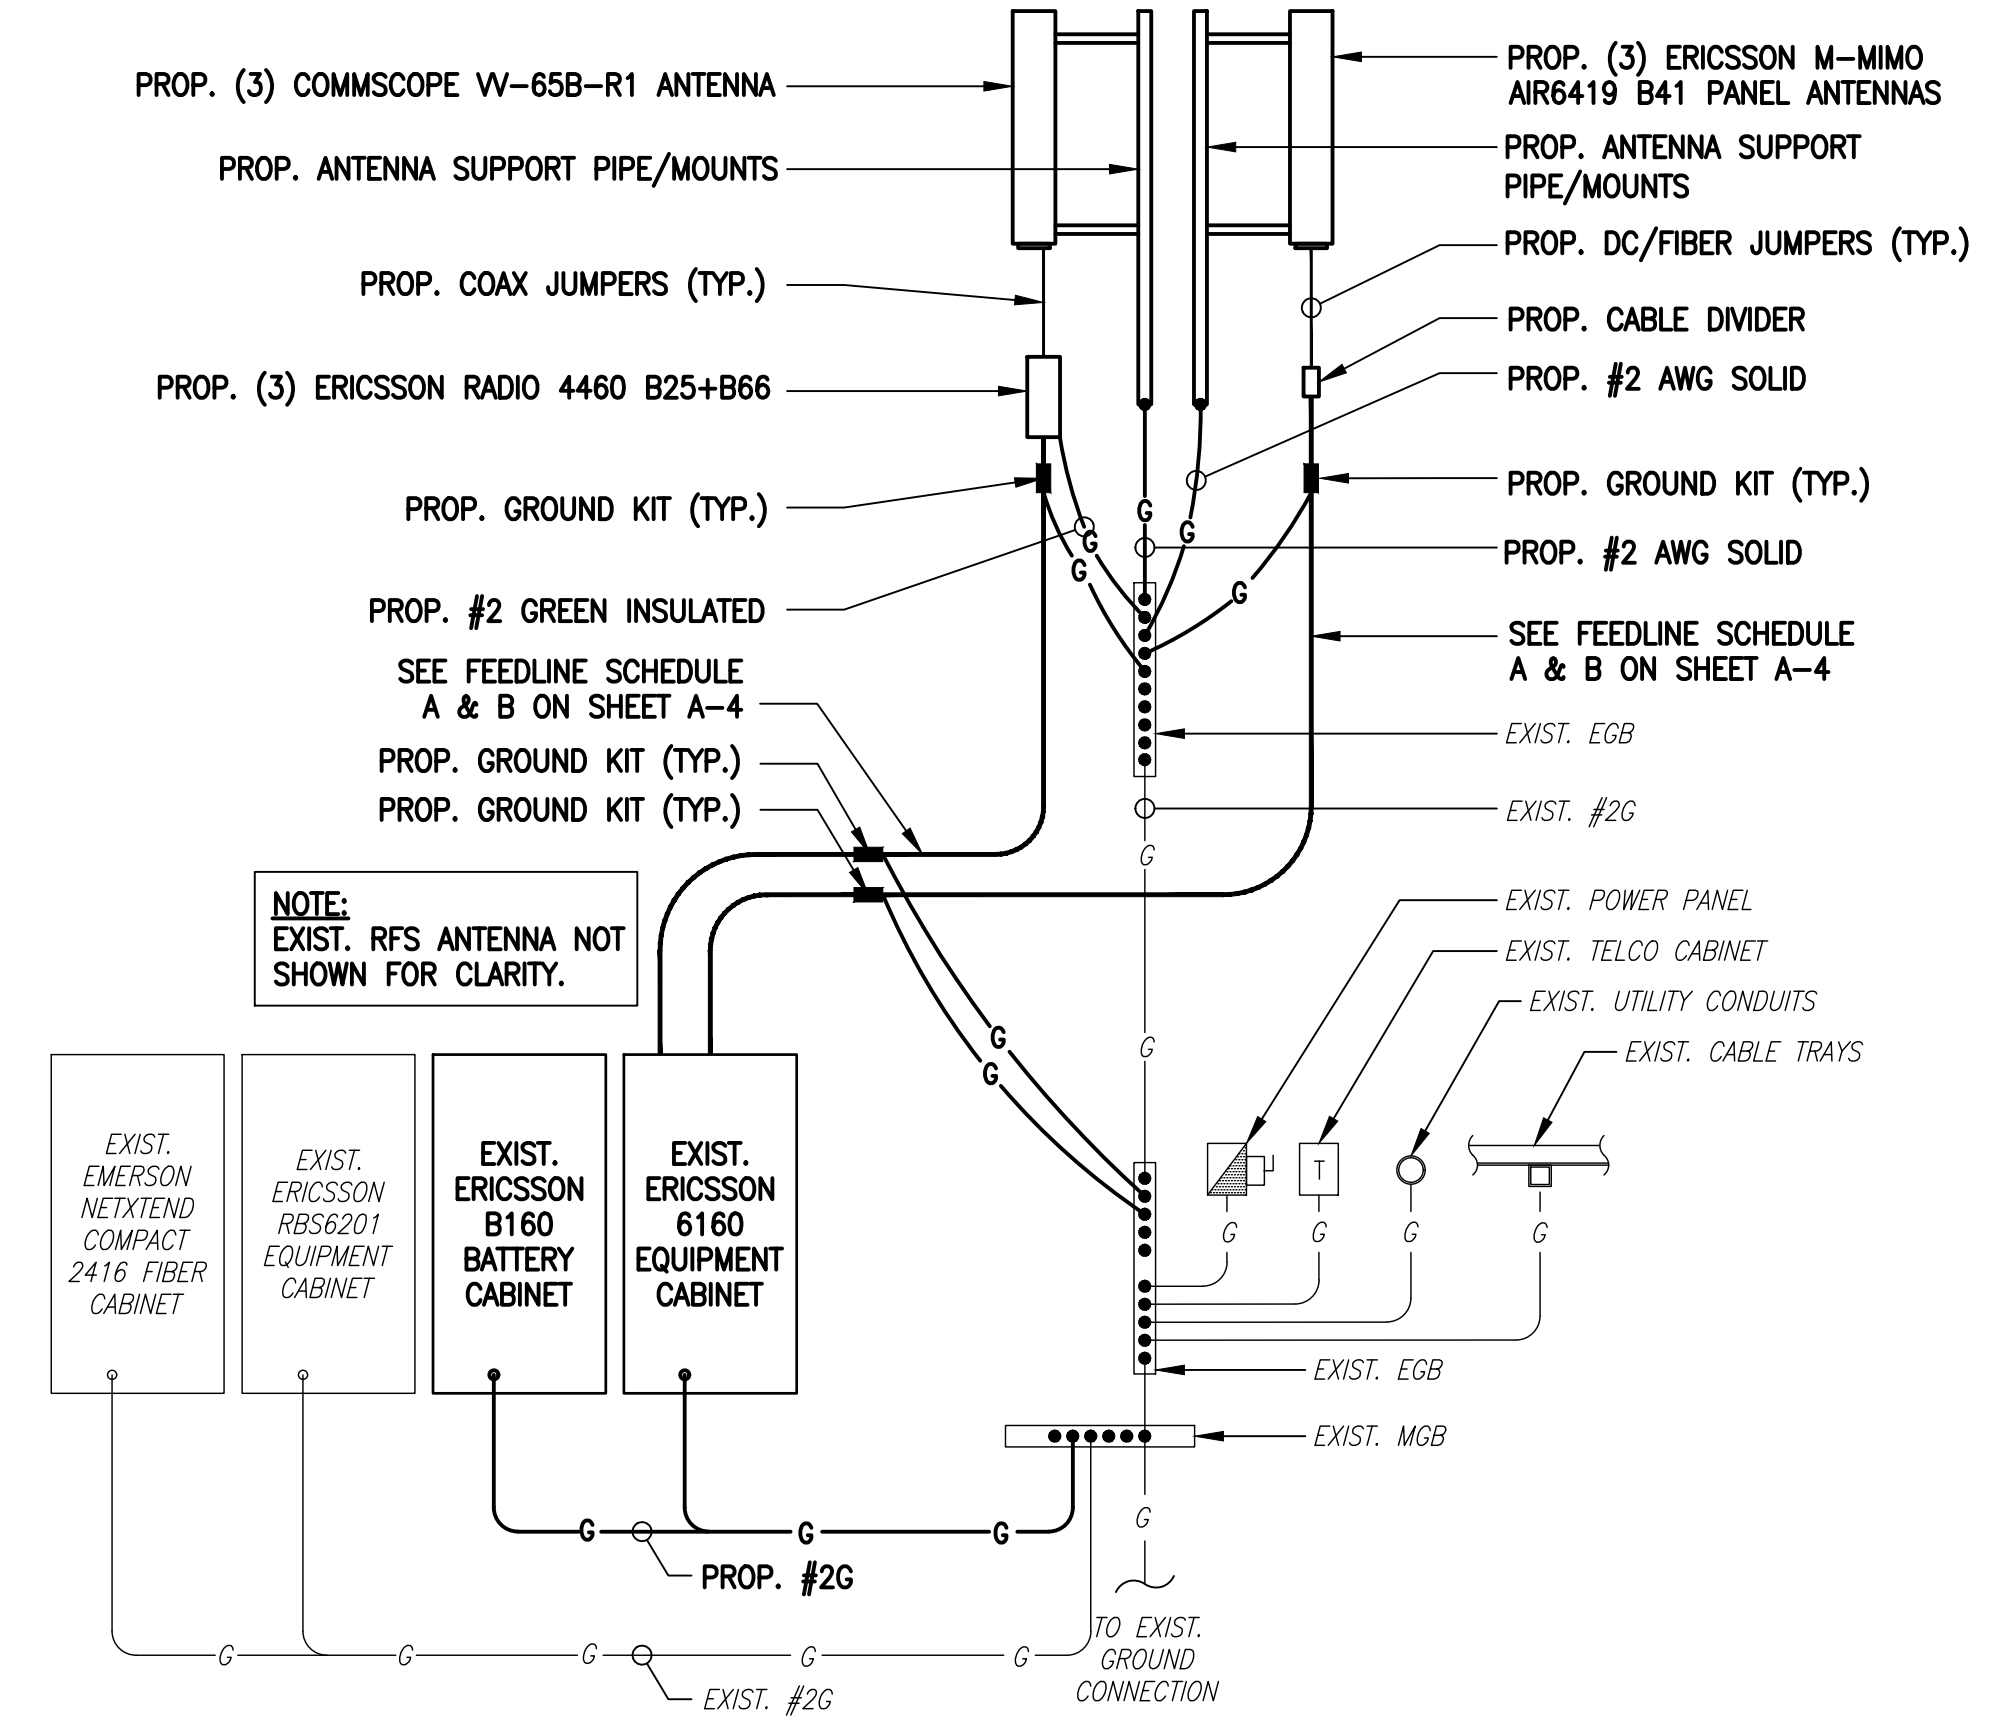 PROP. (3) COMMSCOPE VV-65B-R1 ANTENNA
PROP. ANTENNA SUPPORT PIPE/MOUNTS
PROP. COAX JUMPERS (TYP.)
PROP. (3) ERICSSON RADIO 4460 B25+B66
PROP. GROUND KIT (TYP.)
PROP. #2 GREEN INSULATED
SEE FEEDLINE SCHEDULE
A & B ON SHEET A-4
PROP. GROUND KIT (TYP.)
PROP. GROUND KIT (TYP.)
PROP. (3) ERICSSON M-MIMO
AIR6419 B41 PANEL ANTENNAS
PROP. ANTENNA SUPPORT
PIPE/MOUNTS
PROP. DC/FIBER JUMPERS (TYP.)
PROP. CABLE DIVIDER
PROP. #2 AWG SOLID
PROP. GROUND KIT (TYP.)
PROP. #2 AWG SOLID
SEE FEEDLINE SCHEDULE
A & B ON SHEET A-4
EXIST. EGB
EXIST. #2G
G
G
G
G
G
G
G
G
G
NOTE:
EXIST. RFS ANTENNA NOT
SHOWN FOR CLARITY.
EXIST. POWER PANEL
EXIST. TELCO CABINET
EXIST. UTILITY CONDUITS
EXIST. CABLE TRAYS
T
G
G
G
G
EXIST.
EMERSON
NETXTEND
COMPACT
2416 FIBER
CABINET
EXIST.
ERICSSON
RBS6201
EQUIPMENT
CABINET
EXIST.
ERICSSON
B160
BATTERY
CABINET
EXIST.
ERICSSON
6160
EQUIPMENT
CABINET
EXIST. EGB
EXIST. MGB
G
G
G
G
PROP. #2G
TO EXIST.
GROUND
CONNECTION
G
G
G
G
G
EXIST. #2G